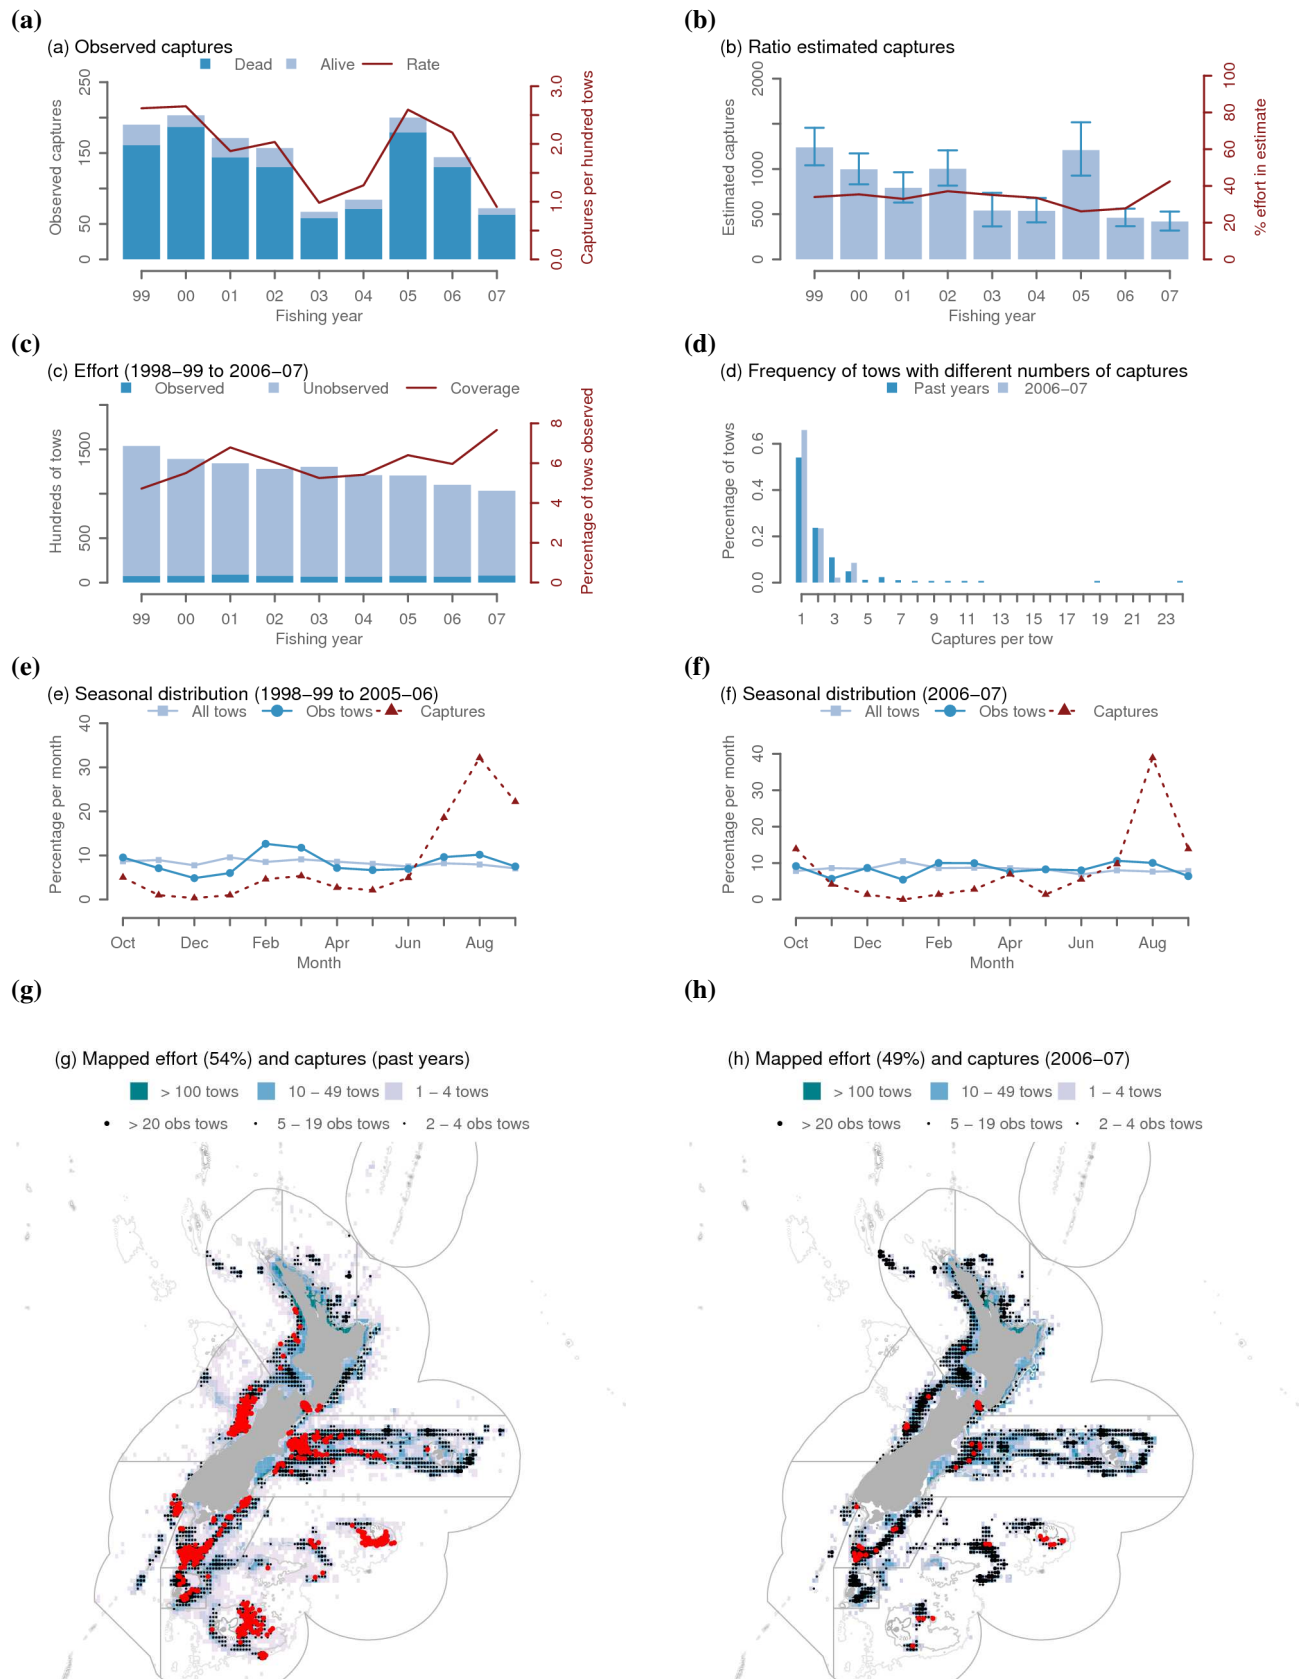 (a)
(a) Observed captures
Dead Alive Rate
Observed captures
0 50 150 250
Captures per hundred tows
0.0 1.0 2.0 3.0
99 00 01 02 03 04 05 06 07
Fishing year
(b)
(b) Ratio estimated captures
Estimated captures
0 500 1000 2000
% effort in estimate
0 20 40 60 80 100
99 00 01 02 03 04 05 06 07
Fishing year
(c)
(c) Effort (1998−99 to 2006−07)
Observed Unobserved Coverage
Hundreds of tows
0 500 1500
Percentage of tows observed
0 2 4 6 8
99 00 01 02 03 04 05 06 07
Fishing year
(d)
(d) Frequency of tows with different numbers of captures
Past years 2006−07
Percentage of tows
0.0 0.2 0.4 0.6
1 3 5 7 9 11 13 15 17 19 21 23
Captures per tow
(e)
(e) Seasonal distribution (1998−99 to 2005−06)
All tows Obs tows Captures
Percentage per month
0 10 20 30 40
Oct Dec Feb Apr Jun Aug
Month
(f)
(f) Seasonal distribution (2006−07)
All tows Obs tows Captures
Percentage per month
0 10 20 30 40
Oct Dec Feb Apr Jun Aug
Month
(g)
(g) Mapped effort (54%) and captures (past years)
> 100 tows 10 − 49 tows 1 − 4 tows
> 20 obs tows 5 − 19 obs tows 2 − 4 obs tows
(h)
(h) Mapped effort (49%) and captures (2006−07)
> 100 tows 10 − 49 tows 1 − 4 tows
> 20 obs tows 5 − 19 obs tows 2 − 4 obs tows